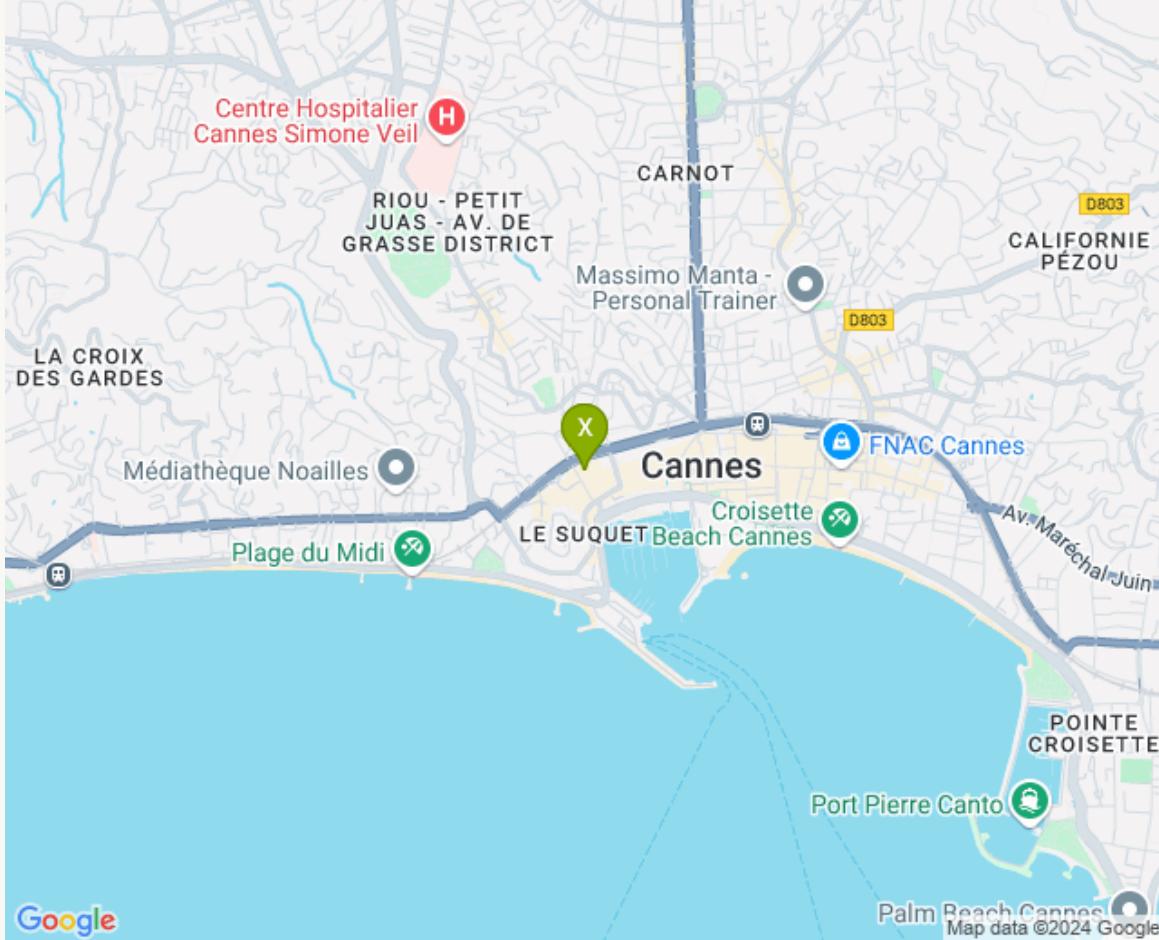 Centre Hospitalier
Cannes Simone Veil
H
CARNOT
RIOU - PETIT
JUAS - AV. DE
GRASSE DISTRICT
D803
CALIFORNIE
PÉZOU
Massimo Manta -
Personal Trainer
D803
LA CROIX
DES GARDES
X
FNAC Cannes
Médiathèque Noailles
Cannes
LE SUQUET
Croisette
Beach Cannes
Plage du Midi
Av. Maréchal Juin
POINTE
CROISETTE
Port Pierre Canto
Palm Beach Cannes
Google
Map data ©2024 Google